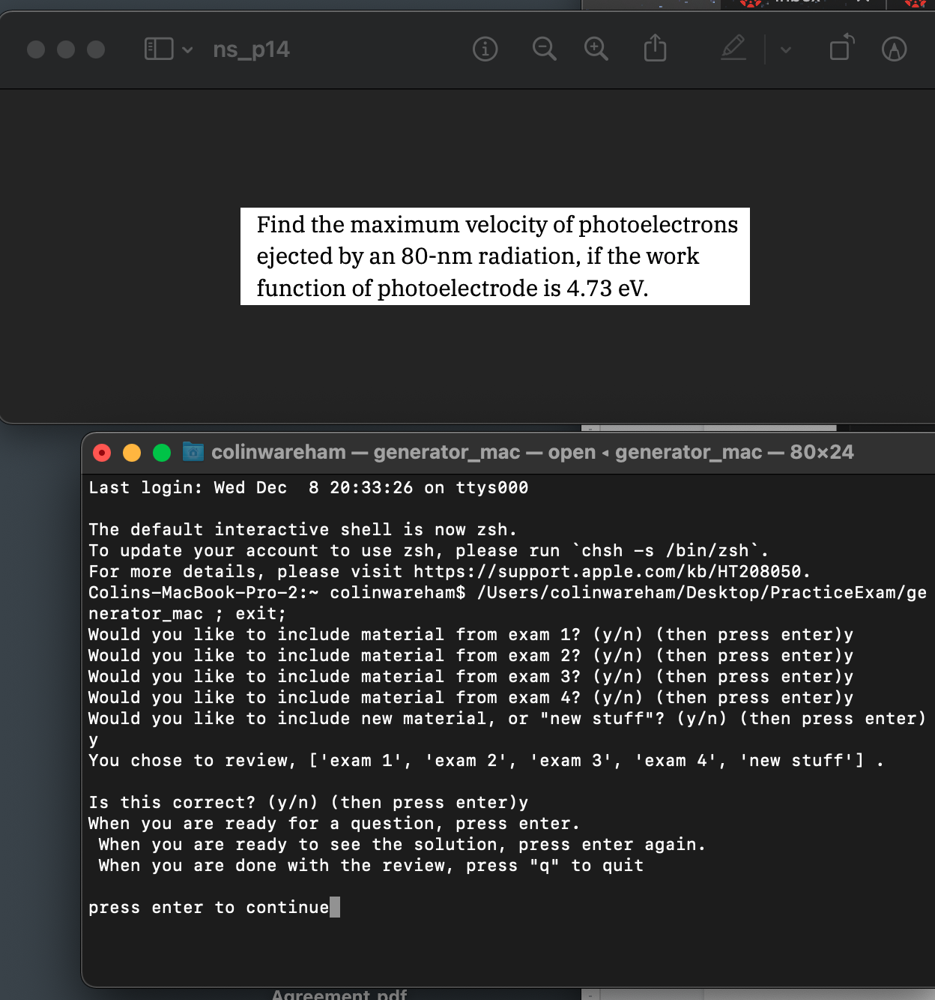 ns_p14
Find the maximum velocity of photoelectrons
ejected by an 80-nm radiation, if the work
function of photoelectrode is 4.73 eV.
colinwareham — generator_mac — open ◂ generator_mac — 80×24
Last login: Wed Dec  8 20:33:26 on ttys000
The default interactive shell is now zsh.
To update your account to use zsh, please run `chsh -s /bin/zsh`.
For more details, please visit https://support.apple.com/kb/HT208050.
Colins-MacBook-Pro-2:~ colinwareham$ /Users/colinwareham/Desktop/PracticeExam/ge
nerator_mac ; exit;
Would you like to include material from exam 1? (y/n) (then press enter)y
Would you like to include material from exam 2? (y/n) (then press enter)y
Would you like to include material from exam 3? (y/n) (then press enter)y
Would you like to include material from exam 4? (y/n) (then press enter)y
Would you like to include new material, or "new stuff"? (y/n) (then press enter)
y
You chose to review, ['exam 1', 'exam 2', 'exam 3', 'exam 4', 'new stuff'] .
Is this correct? (y/n) (then press enter)y
When you are ready for a question, press enter.
 When you are ready to see the solution, press enter again.
 When you are done with the review, press "q" to quit
press enter to continue
Agreement.pdf